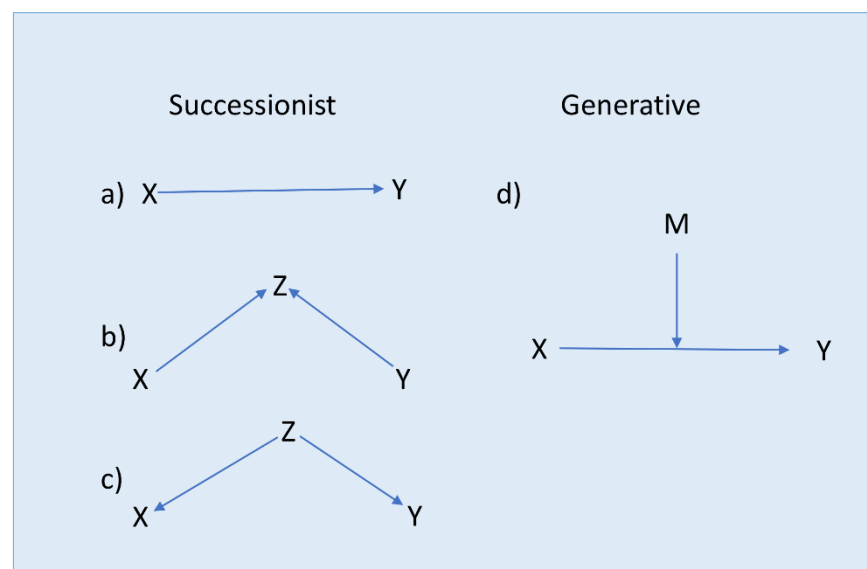 Successionist
a) X Y
Z
b)
X Y
Z
c)
X Y
Generative
d)
M
X Y